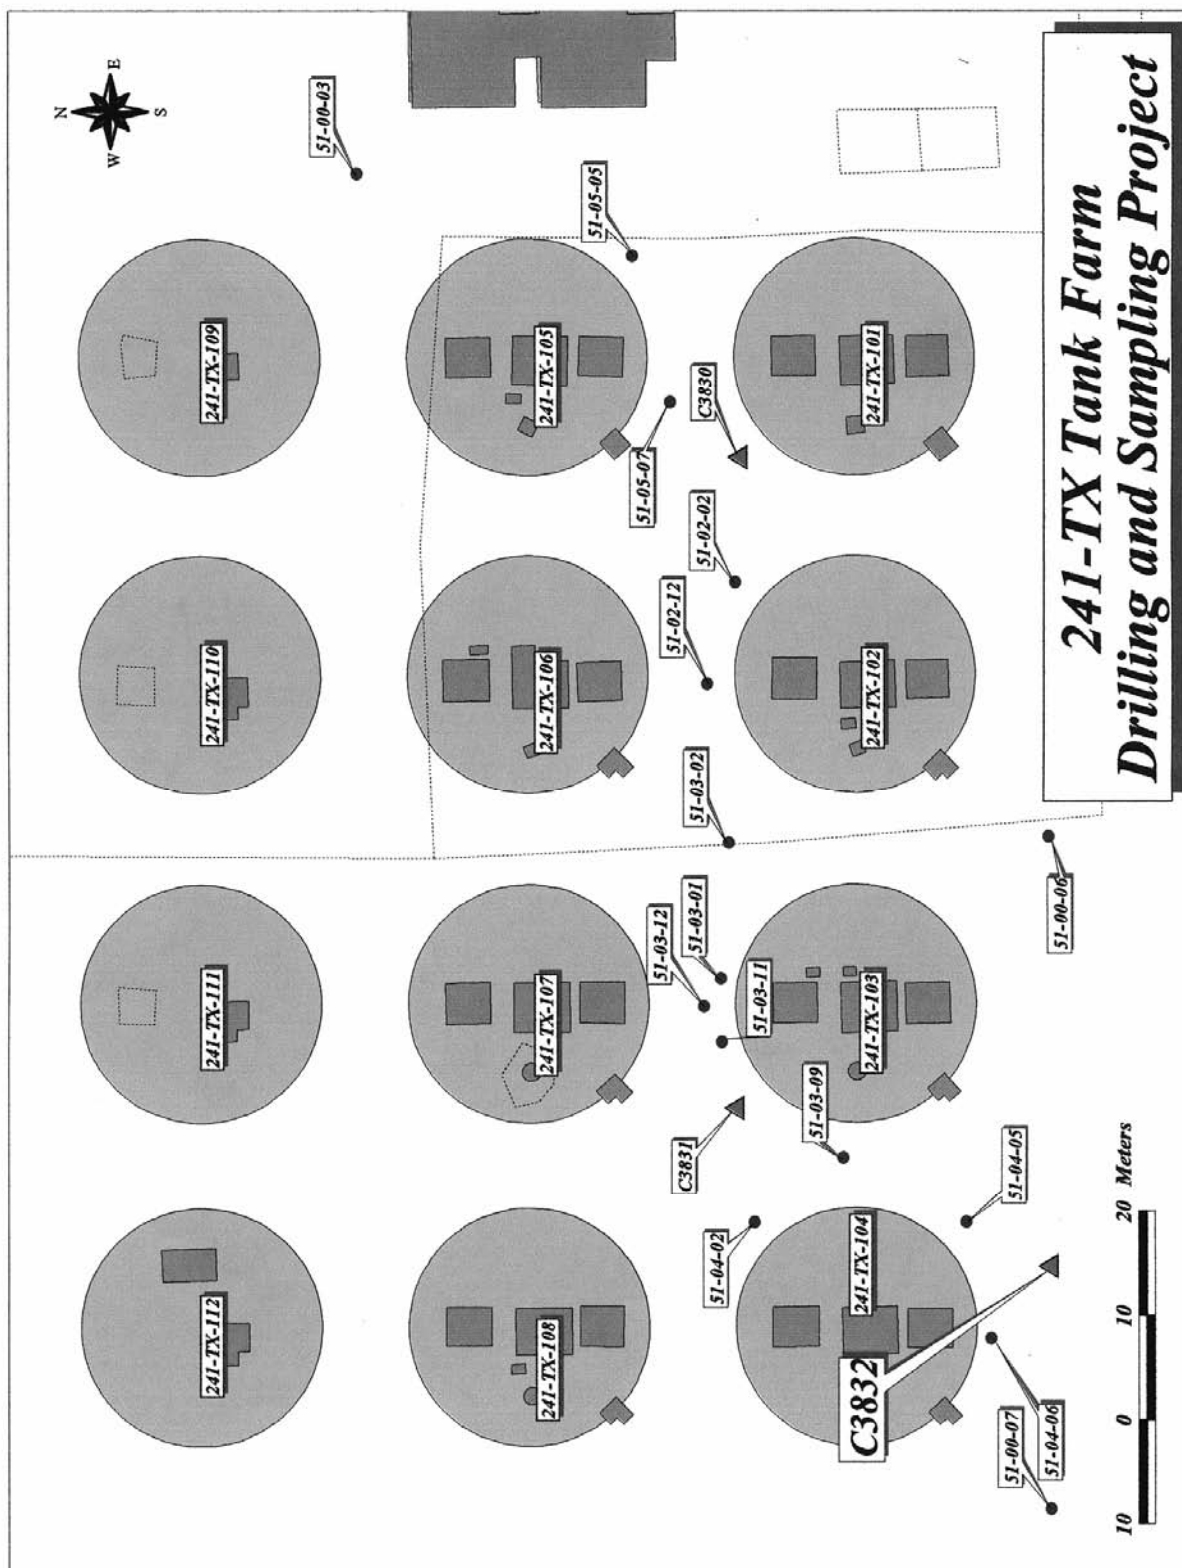 N
W
E
S
51-00-03
241-TX-112
241-TX-111
241-TX-110
241-TX-109
241-TX-108
241-TX-107
241-TX-106
241-TX-105
51-05-05
51-05-07
C3830
51-02-02
51-02-12
51-03-02
51-03-01
51-03-12
51-03-11
C3831
51-03-09
51-04-02
241-TX-104
241-TX-103
241-TX-102
241-TX-101
C3832
51-04-05
51-00-07
51-04-06
51-00-06
10
0
10
20
Meters
241-TX Tank Farm
Drilling and Sampling Project